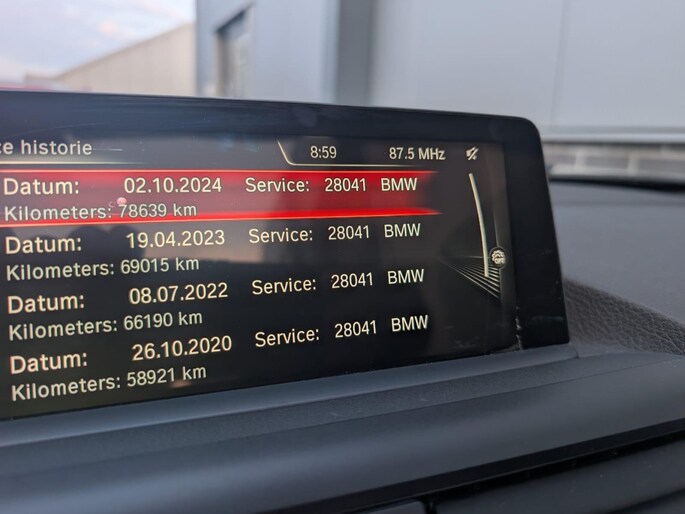 ce historie
8:59 87.5 MHz
Datum: 02.10.2024 Service: 28041 BMW
Kilometers: 78639 km
Datum: 19.04.2023 Service: 28041 BMW
Kilometers: 69015 km
Datum: 08.07.2022 Service: 28041 BMW
Kilometers: 66190 km
Datum: 26.10.2020 Service: 28041 BMW
Kilometers: 58921 km